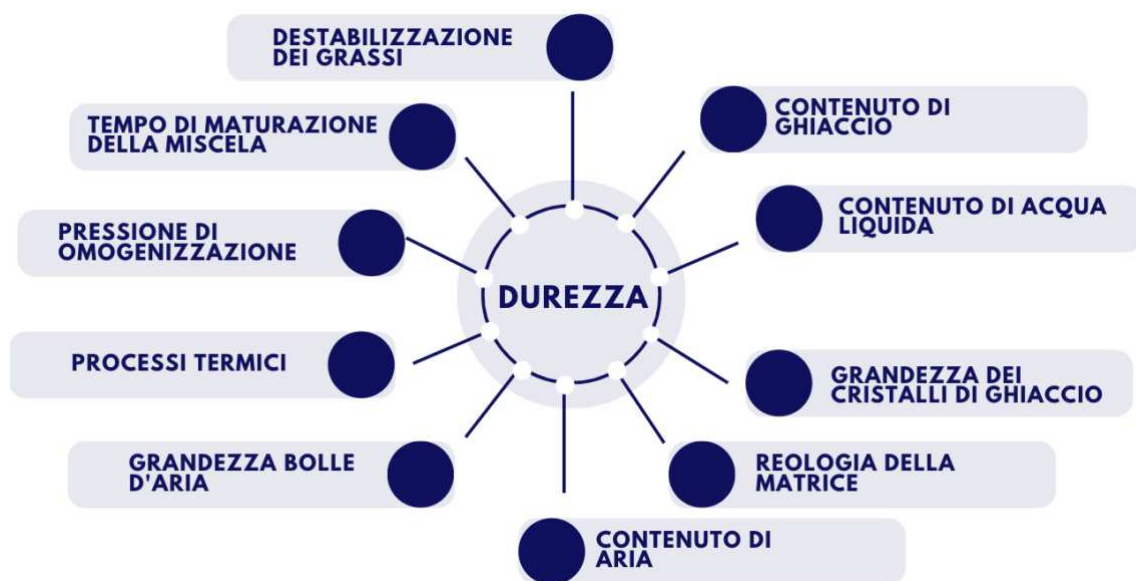 DESTABILIZZAZIONE
DEI GRASSI
TEMPO DI MATURAZIONE
DELLA MISCELA
PRESSIONE DI
OMOGENIZZAZIONE
PROCESSI TERMICI
GRANDEZZA BOLLE
D'ARIA
DUREZZA
CONTENUTO DI
GHIACCIO
CONTENUTO DI ACQUA
LIQUIDA
GRANDEZZA DEI
CRISTALLI DI GHIACCIO
REOLOGIA DELLA
MATRICE
CONTENUTO DI
ARIA